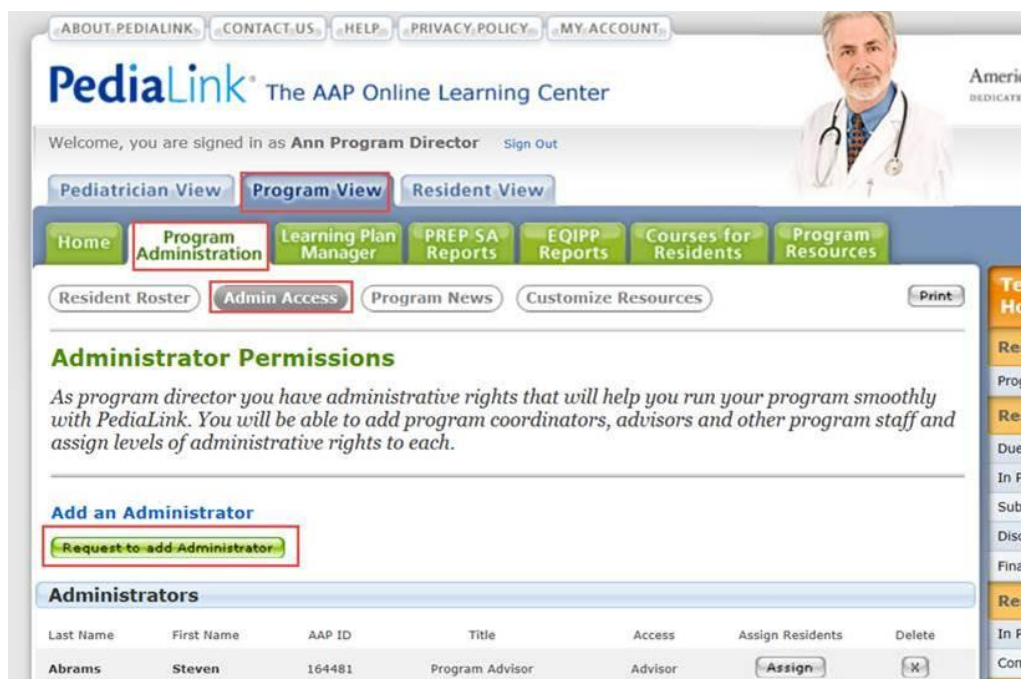 ABOUT PEDIALINK CONTACT US HELP PRIVACY POLICY MY ACCOUNT
PediaLink The AAP Online Learning Center
Welcome, you are signed in as Ann Program Director Sign Out
Pediatrician View Program View Resident View
Home Program Administration Learning Plan Manager PREP SA Reports EQIPP Reports Courses for Residents Program Resources
Resident Roster Admin Access Program News Customize Resources Print
Administrator Permissions
As program director you have administrative rights that will help you run your program smoothly
with PediaLink. You will be able to add program coordinators, advisors and other program staff and
assign levels of administrative rights to each.
Add an Administrator
Request to add Administrator
Administrators
Last Name First Name AAP ID Title Access Assign Residents Delete
Abrams Steven 164481 Program Advisor Advisor Assign X
Due
In